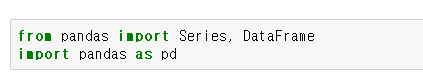 from pandas import Series, DataFrame
import pandas as pd